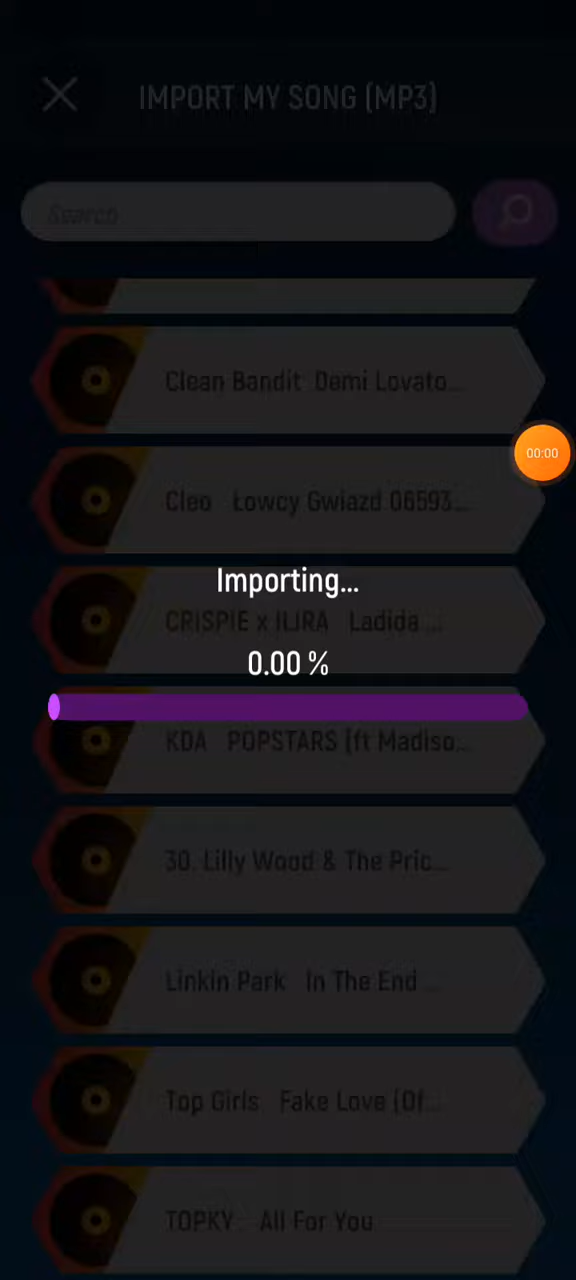 IMPORT MY SONG (MP3)
Search
Clean Bandit Demi Lovato...
00:00
Cleo Łowcy Gwiazd 06593...
Importing...
CRISPIE x ILIRA Ladida ...
0.00 %
KDA POPSTARS (ft Madiso...
30. Lilly Wood & The Pric...
Linkin Park In The End ...
Top Girls Fake Love (Of...
TOPKY All For You